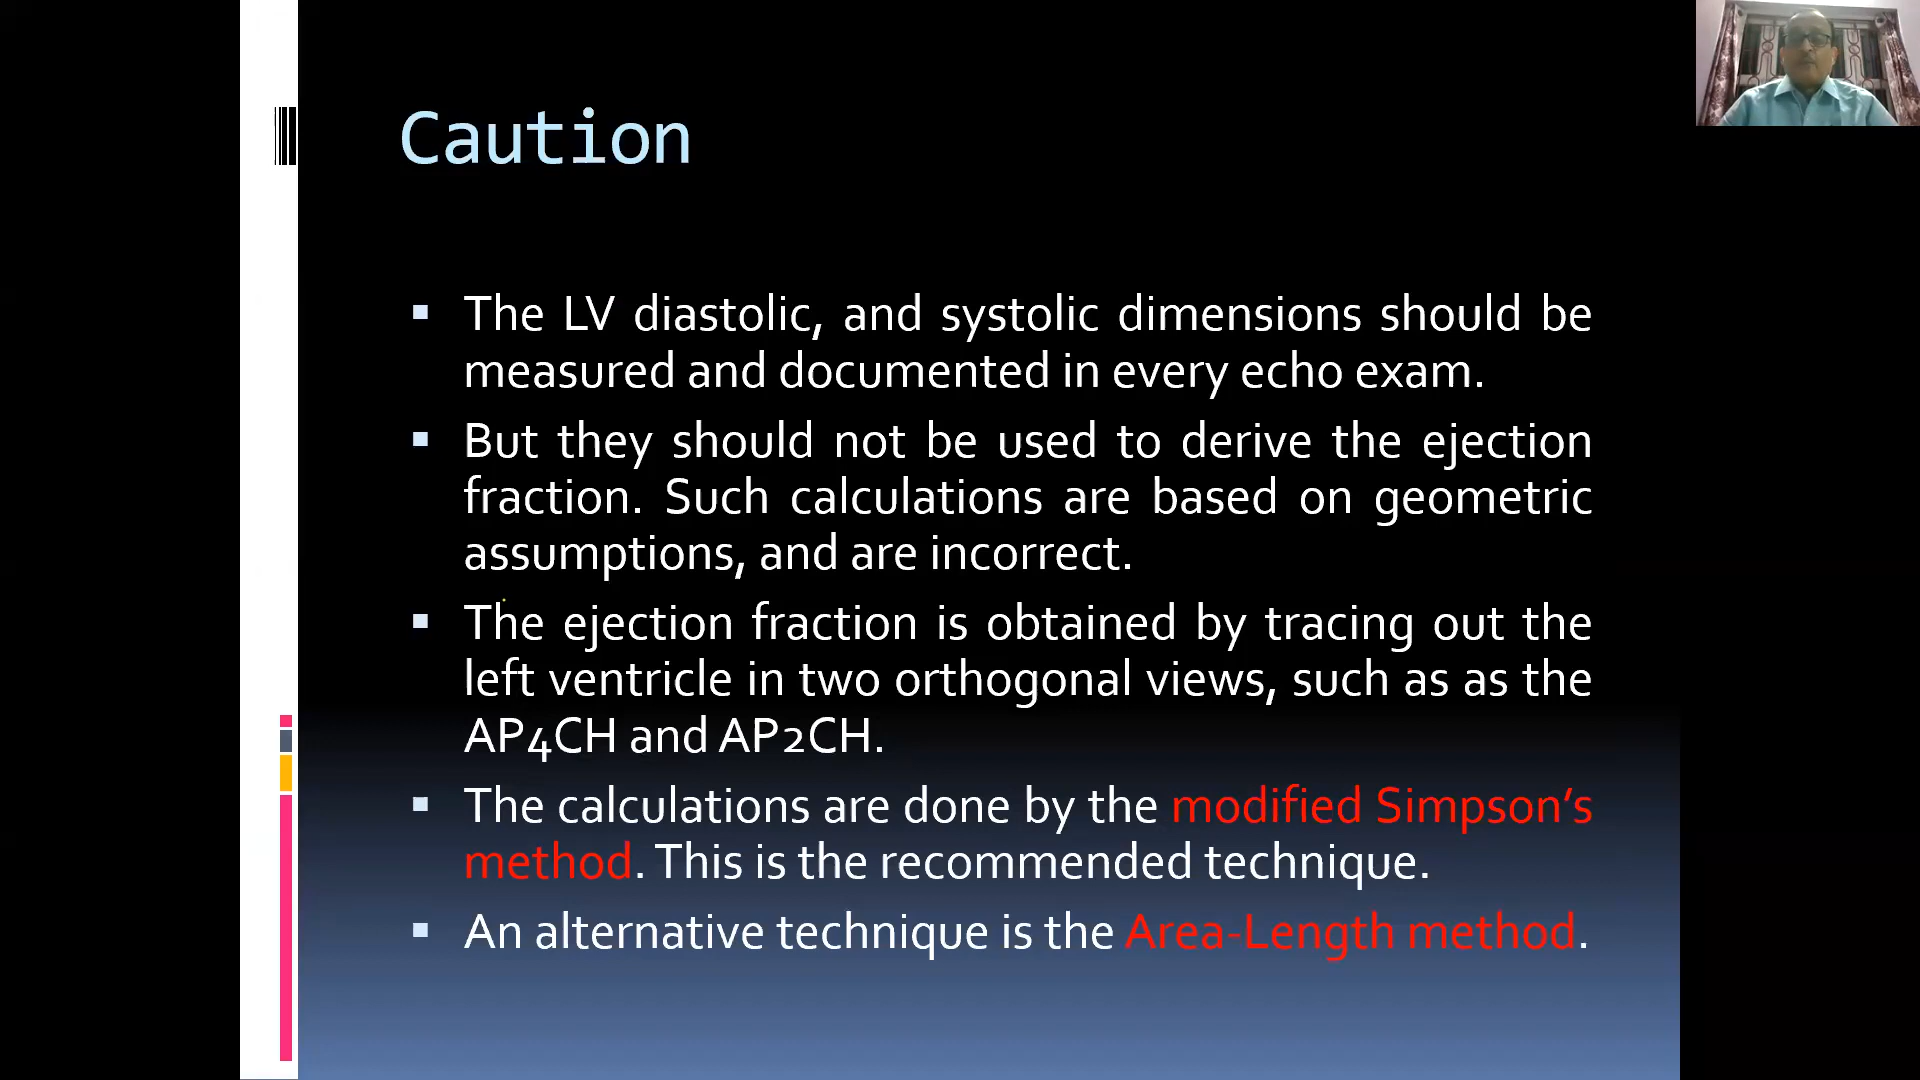 Caution
The LV diastolic, and systolic dimensions should be
measured and documented in every echo exam.
But they should not be used to derive the ejection
fraction. Such calculations are based on geometric
assumptions, and are incorrect.
The ejection fraction is obtained by tracing out the
left ventricle in two orthogonal views, such as as the
AP4CH and AP2CH.
The calculations are done by the modified Simpson’s
method. This is the recommended technique.
An alternative technique is the Area-Length method.